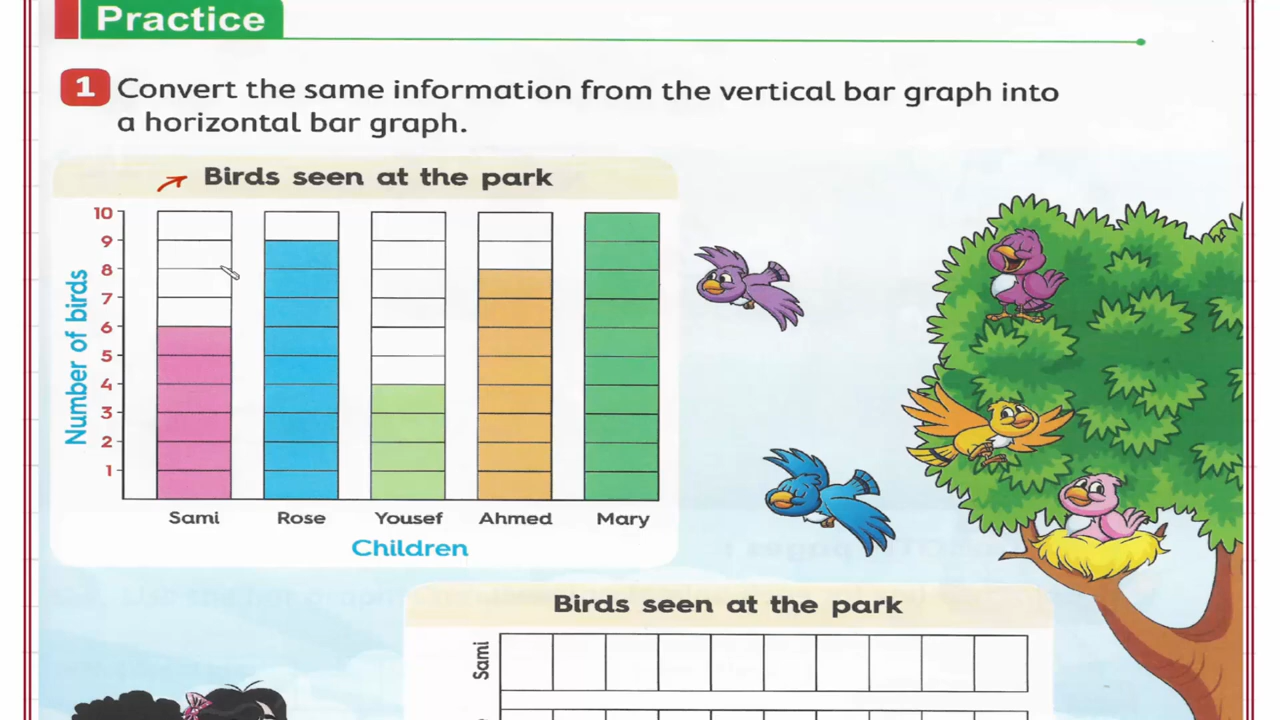 Practice
1 Convert the same information from the vertical bar graph into
a horizontal bar graph.
Birds seen at the park
10
9
8
7
6
5
4
3
2
1
Number of birds
Sami Rose Yousef Ahmed Mary
Children
Birds seen at the park
Sami